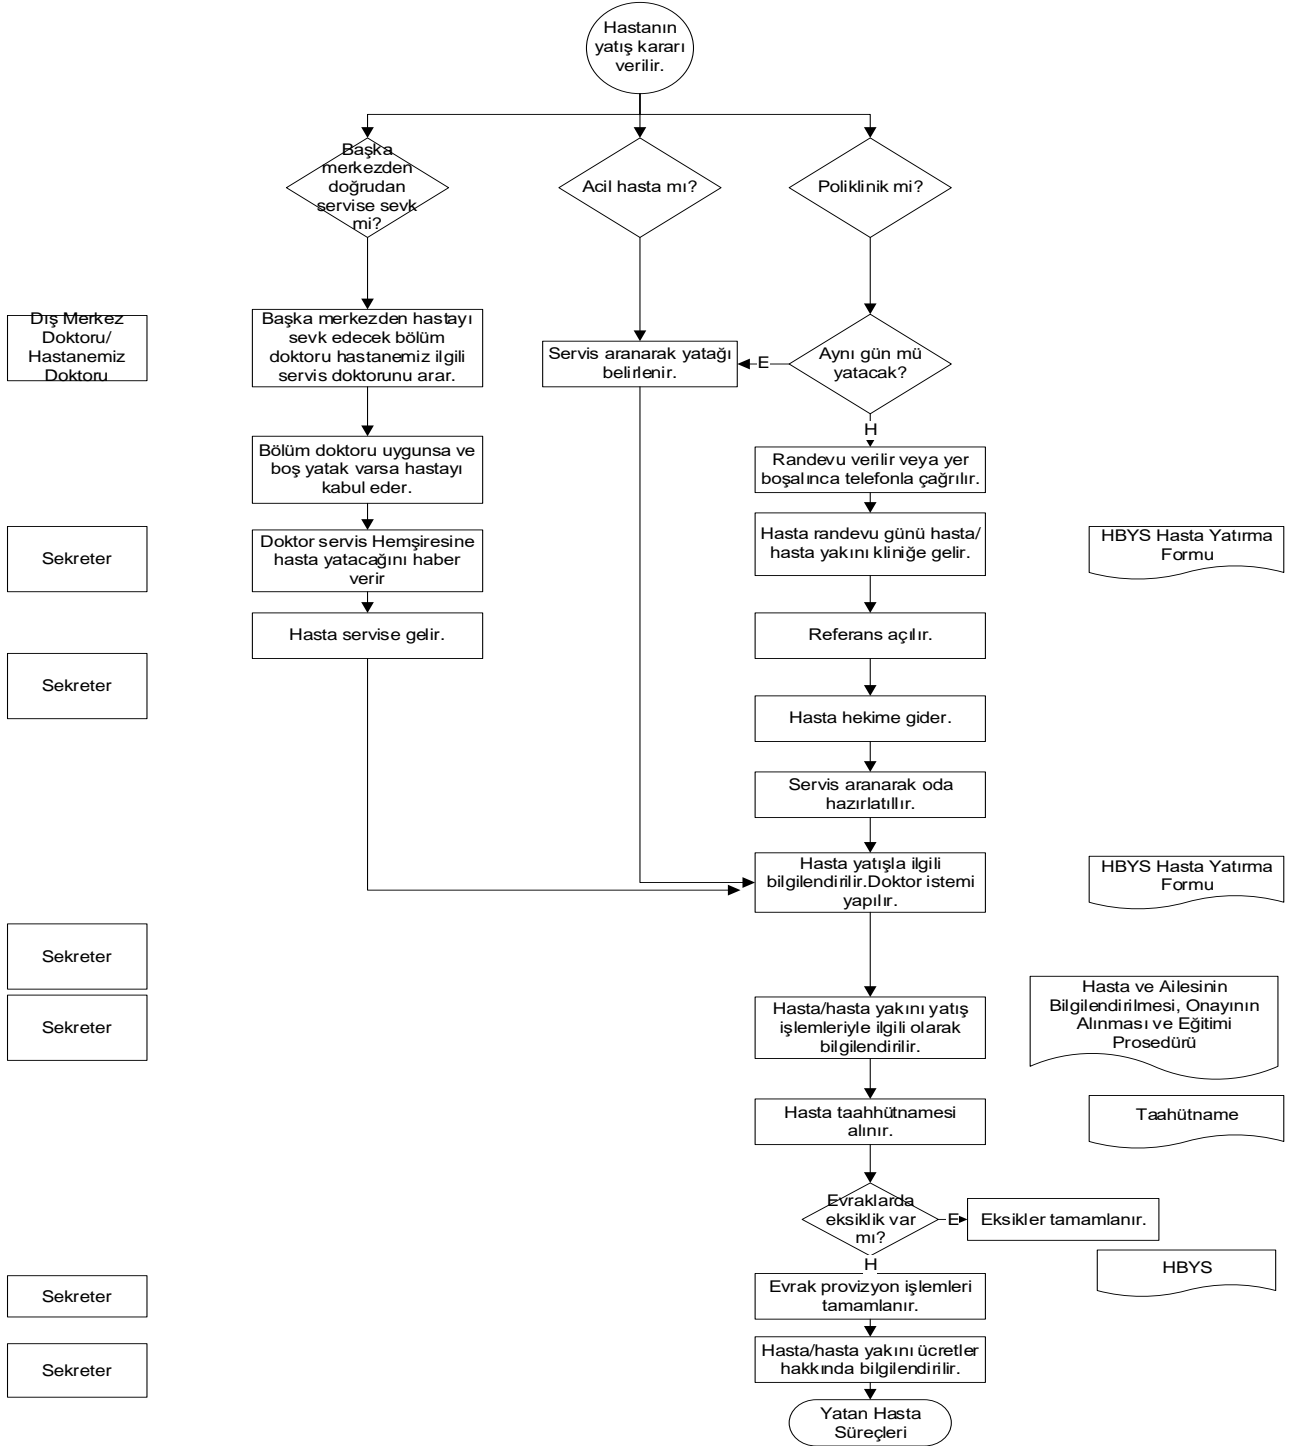 Hastanın
yatış kararı
verilir.
Başka
merkezden
doğrudan
servise sevk
mi?
Acil hasta mı?
Poliklinik mi?
Dış Merkez
Doktoru/
Hastanemiz
Doktoru
Başka merkezden hastayı
sevk edecek bölüm
doktoru hastanemiz ilgili
servis doktorunu arar.
Servis aranarak yatağı
belirlenir.
E
Aynı gün mü
yatacak?
H
Bölüm doktoru uygunsa ve
boş yatak varsa hastayı
kabul eder.
Randevu verilir veya yer
boşalınca telefonla çağrılır.
Sekreter
Doktor servis Hemşiresine
hasta yatacağını haber
verir
Hasta randevu günü hasta/
hasta yakını kliniğe gelir.
HBYS Hasta Yatırma
Formu
Hasta servise gelir.
Referans açılır.
Sekreter
Hasta hekime gider.
Servis aranarak oda
hazırlatıllır.
Hasta yatışla ilgili
bilgilendirilir.Doktor istemi
yapılır.
HBYS Hasta Yatırma
Formu
Sekreter
Sekreter
Hasta/hasta yakını yatış
işlemleriyle ilgili olarak
bilgilendirilir.
Hasta ve Ailesinin
Bilgilendirilmesi, Onayının
Alınması ve Eğitimi
Prosedürü
Hasta taahhütnamesi
alınır.
Taahütname
Evraklarda
eksiklik var
mı?
E
Eksikler tamamlanır.
H
HBYS
Sekreter
Evrak provizyon işlemleri
tamamlanır.
Sekreter
Hasta/hasta yakını ücretler
hakkında bilgilendirilir.
Yatan Hasta
Süreçleri